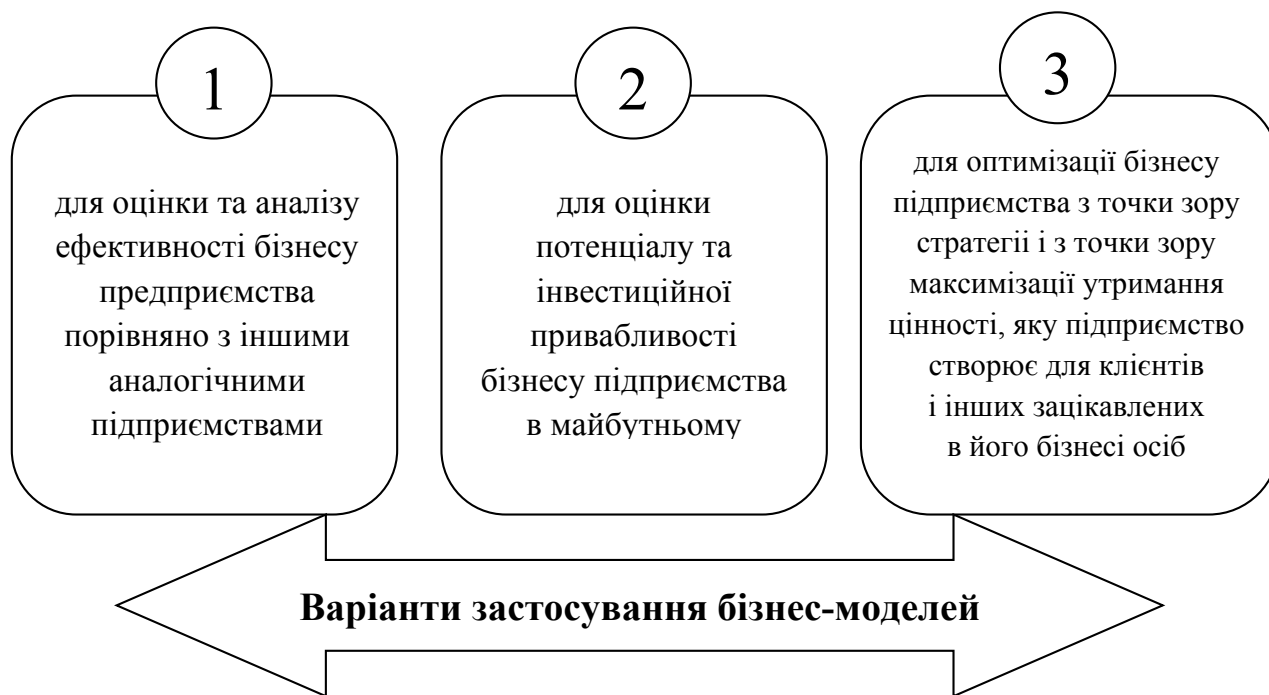 1
для оцінки та аналізу
ефективності бізнесу
предприємства
порівняно з іншими
аналогічними
підприємствами
2
для оцінки
потенціалу та
інвестиційної
привабливості
бізнесу підприємства
в майбутньому
3
для оптимізації бізнесу
підприємства з точки зору
стратегії і з точки зору
максимізації утримання
цінності, яку підприємство
створює для клієнтів
і інших зацікавлених
в його бізнесі осіб
Варіанти застосування бізнес-моделей